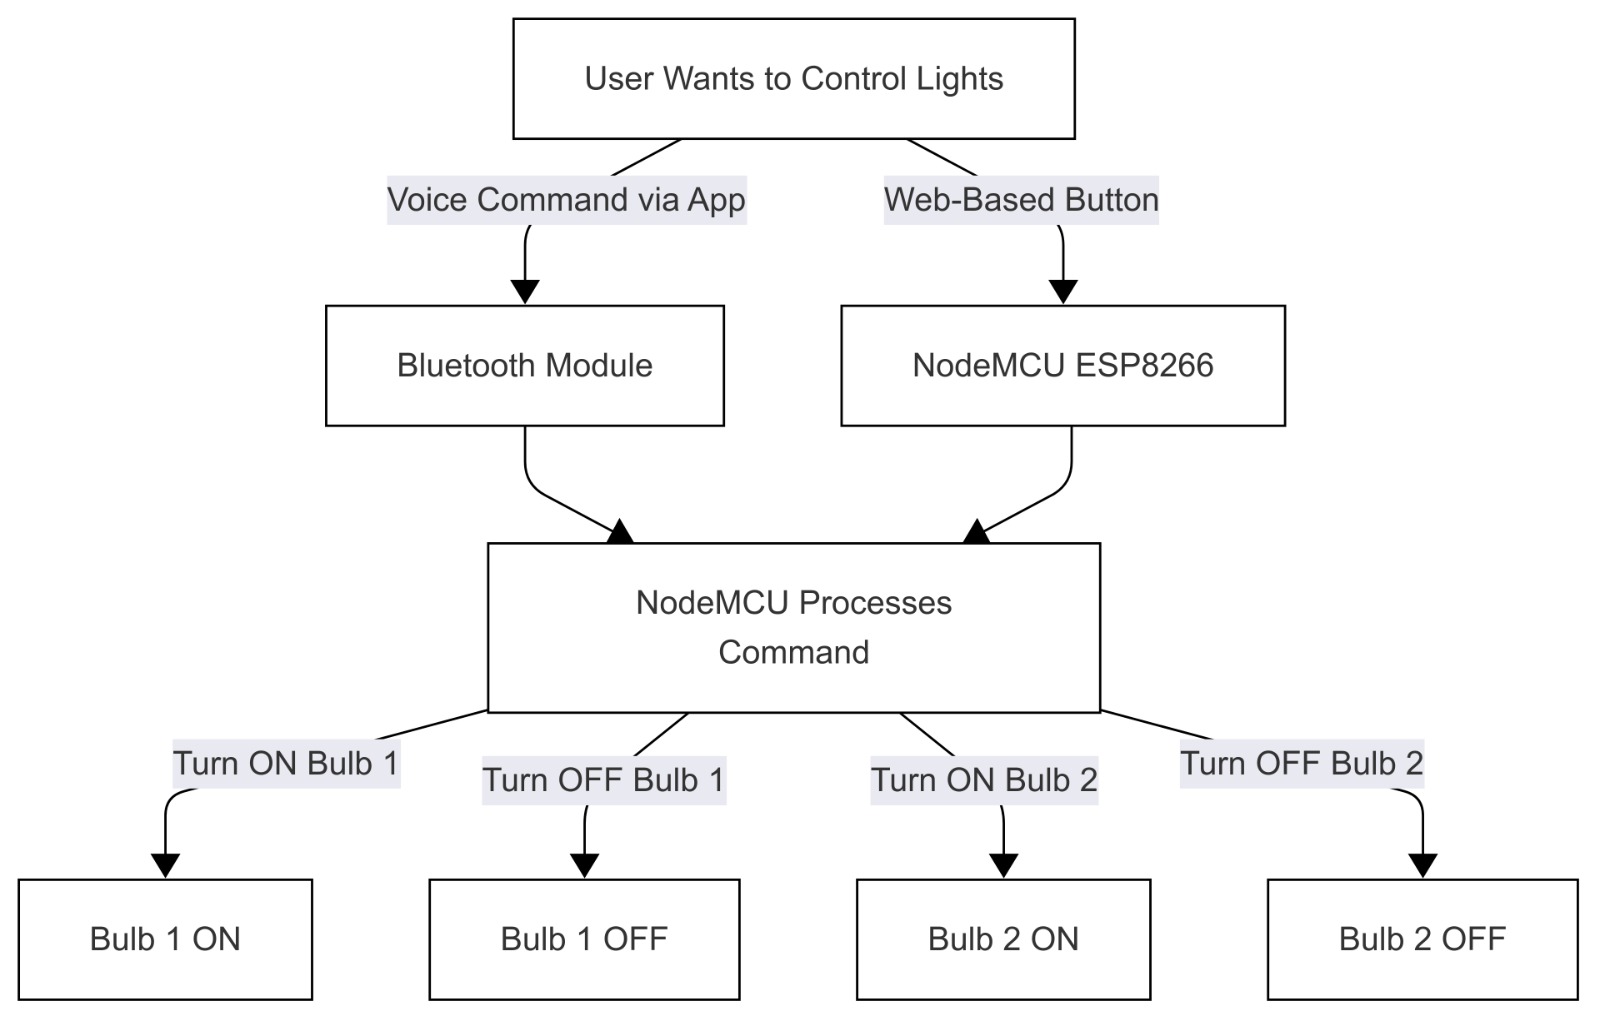 User Wants to Control Lights
Voice Command via App
Web-Based Button
Bluetooth Module
NodeMCU ESP8266
NodeMCU Processes
Command
Turn ON Bulb 1
Turn OFF Bulb 1
Turn ON Bulb 2
Turn OFF Bulb 2
Bulb 1 ON
Bulb 1 OFF
Bulb 2 ON
Bulb 2 OFF